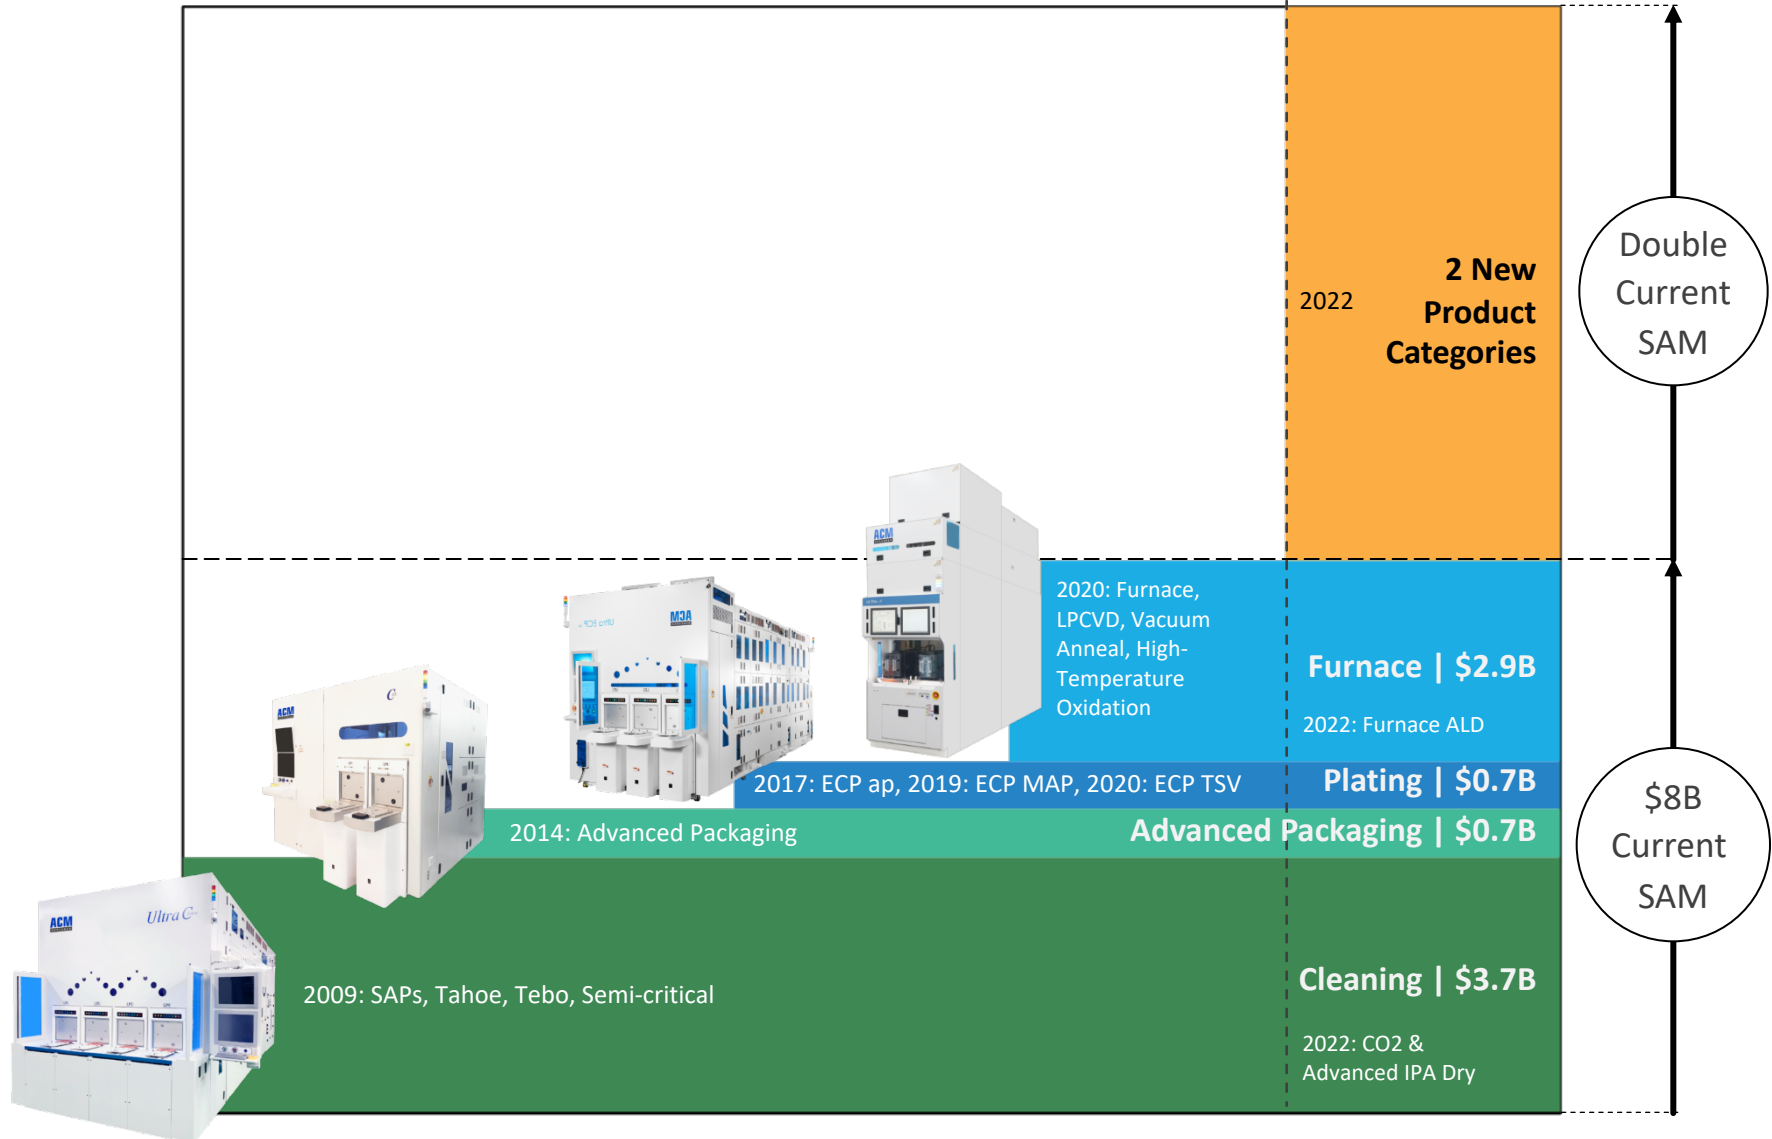 2022
2 New
Product
Categories
Double
Current
SAM
ACM
2020: Furnace,
LPCVD, Vacuum
Anneal, High-
Temperature
Oxidation
Furnace | $2.9B
2022: Furnace ALD
ACM
Ultra ECP
2017: ECP ap, 2019: ECP MAP, 2020: ECP TSV
Plating | $0.7B
ACM
C
2014: Advanced Packaging
Advanced Packaging | $0.7B
$8B
Current
SAM
ACM
Ultra C
2009: SAPs, Tahoe, Tebo, Semi-critical
Cleaning | $3.7B
2022: CO2 &
Advanced IPA Dry